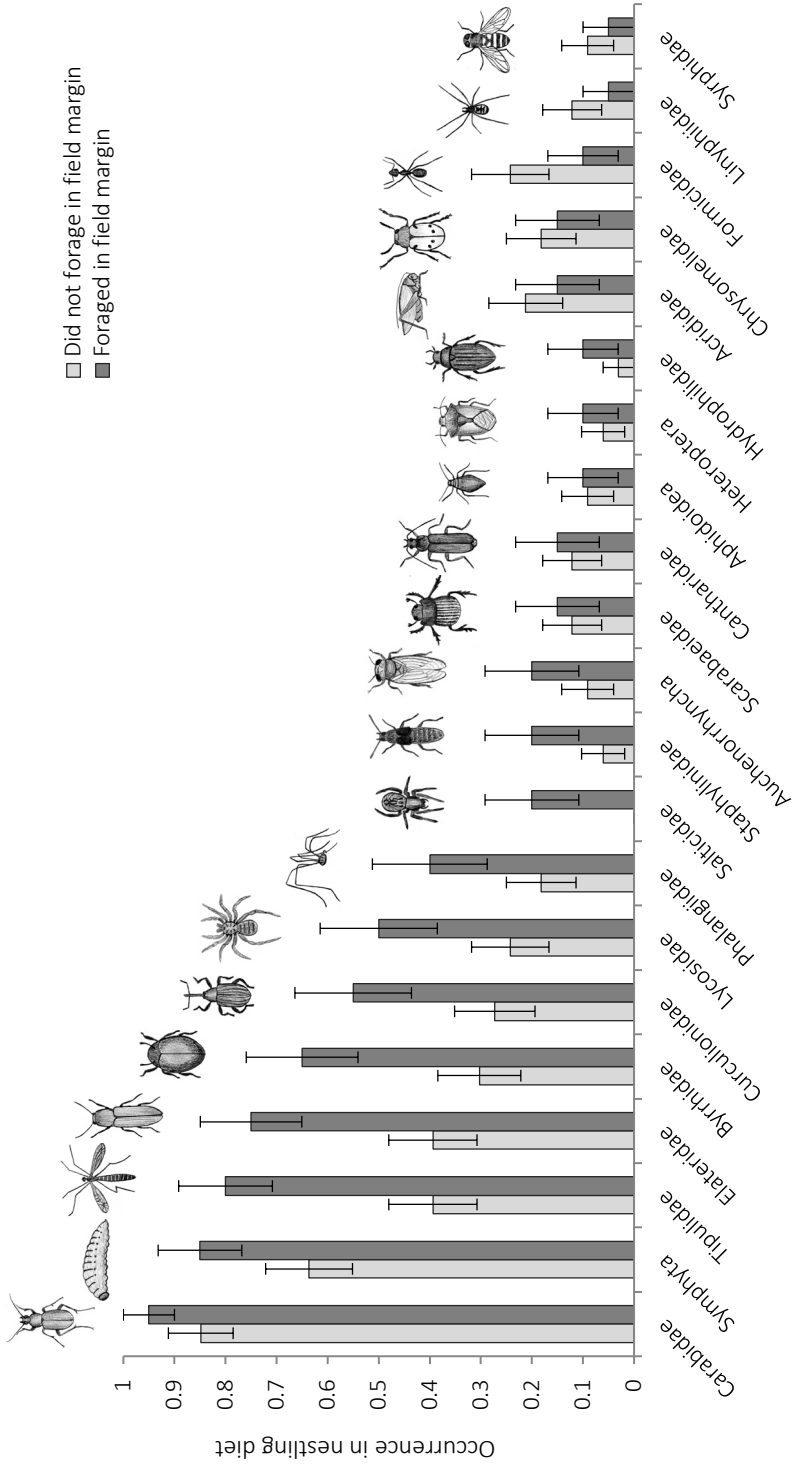 Did not forage in field margin
Foraged in field margin
Occurrence in nestling diet
1
0.9
0.8
0.7
0.6
0.5
0.4
0.3
0.2
0.1
0
Carabidae
Symphyta
Tipulidae
Elateridae
Byrrhidae
Curculionidae
Lycosidae
Phalangiidae
Salticidae
Staphylinidae
Auchenorrhyncha
Scarabaeidae
Cantharidae
Aphidoidea
Heteroptera
Hydrophilidae
Acrididae
Chrysomelidae
Formicidae
Linyphiidae
Syrphidae